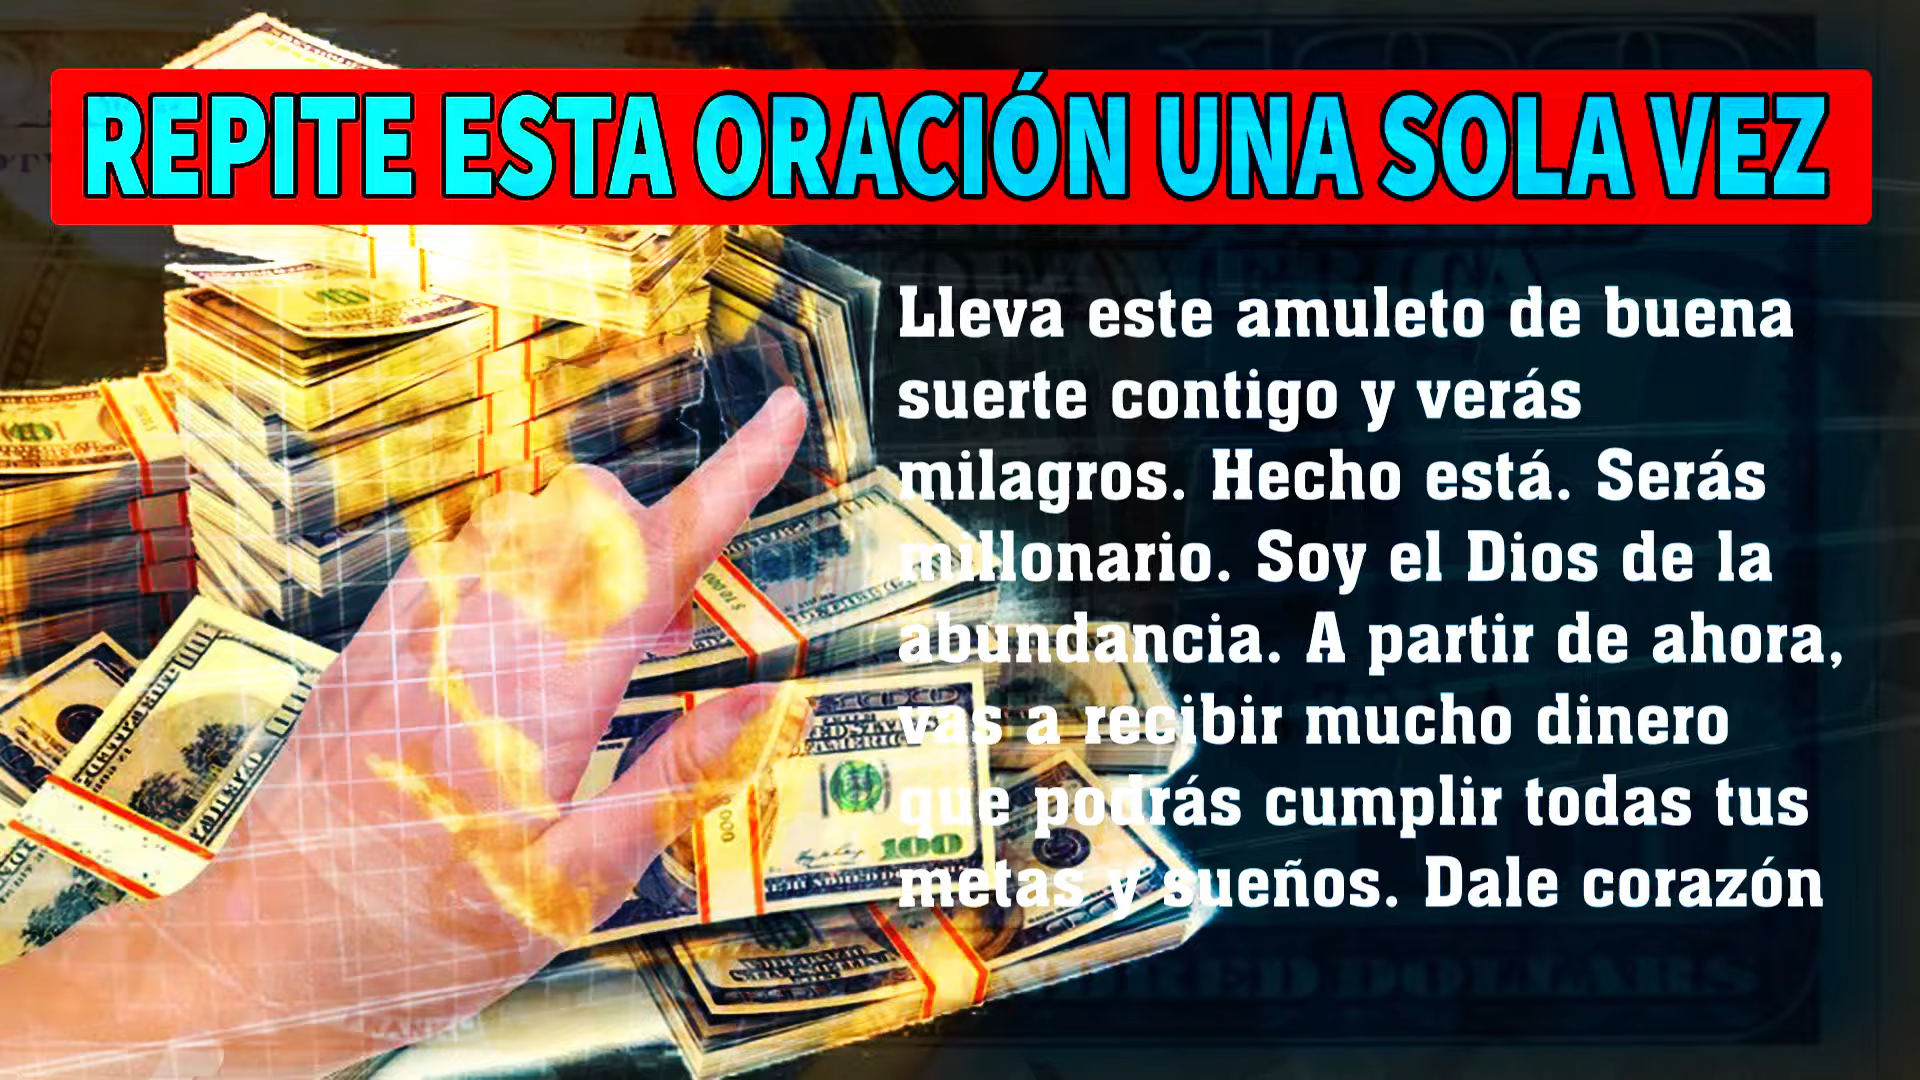 REPITE ESTA ORACIÓN UNA SOLA VEZ
Lleva este amuleto de buena
suerte contigo y verás
milagros. Hecho está. Serás
millonario. Soy el Dios de la
abundancia. A partir de ahora,
vas a recibir mucho dinero
que podrás cumplir todas tus
metas y sueños. Dale corazón
100